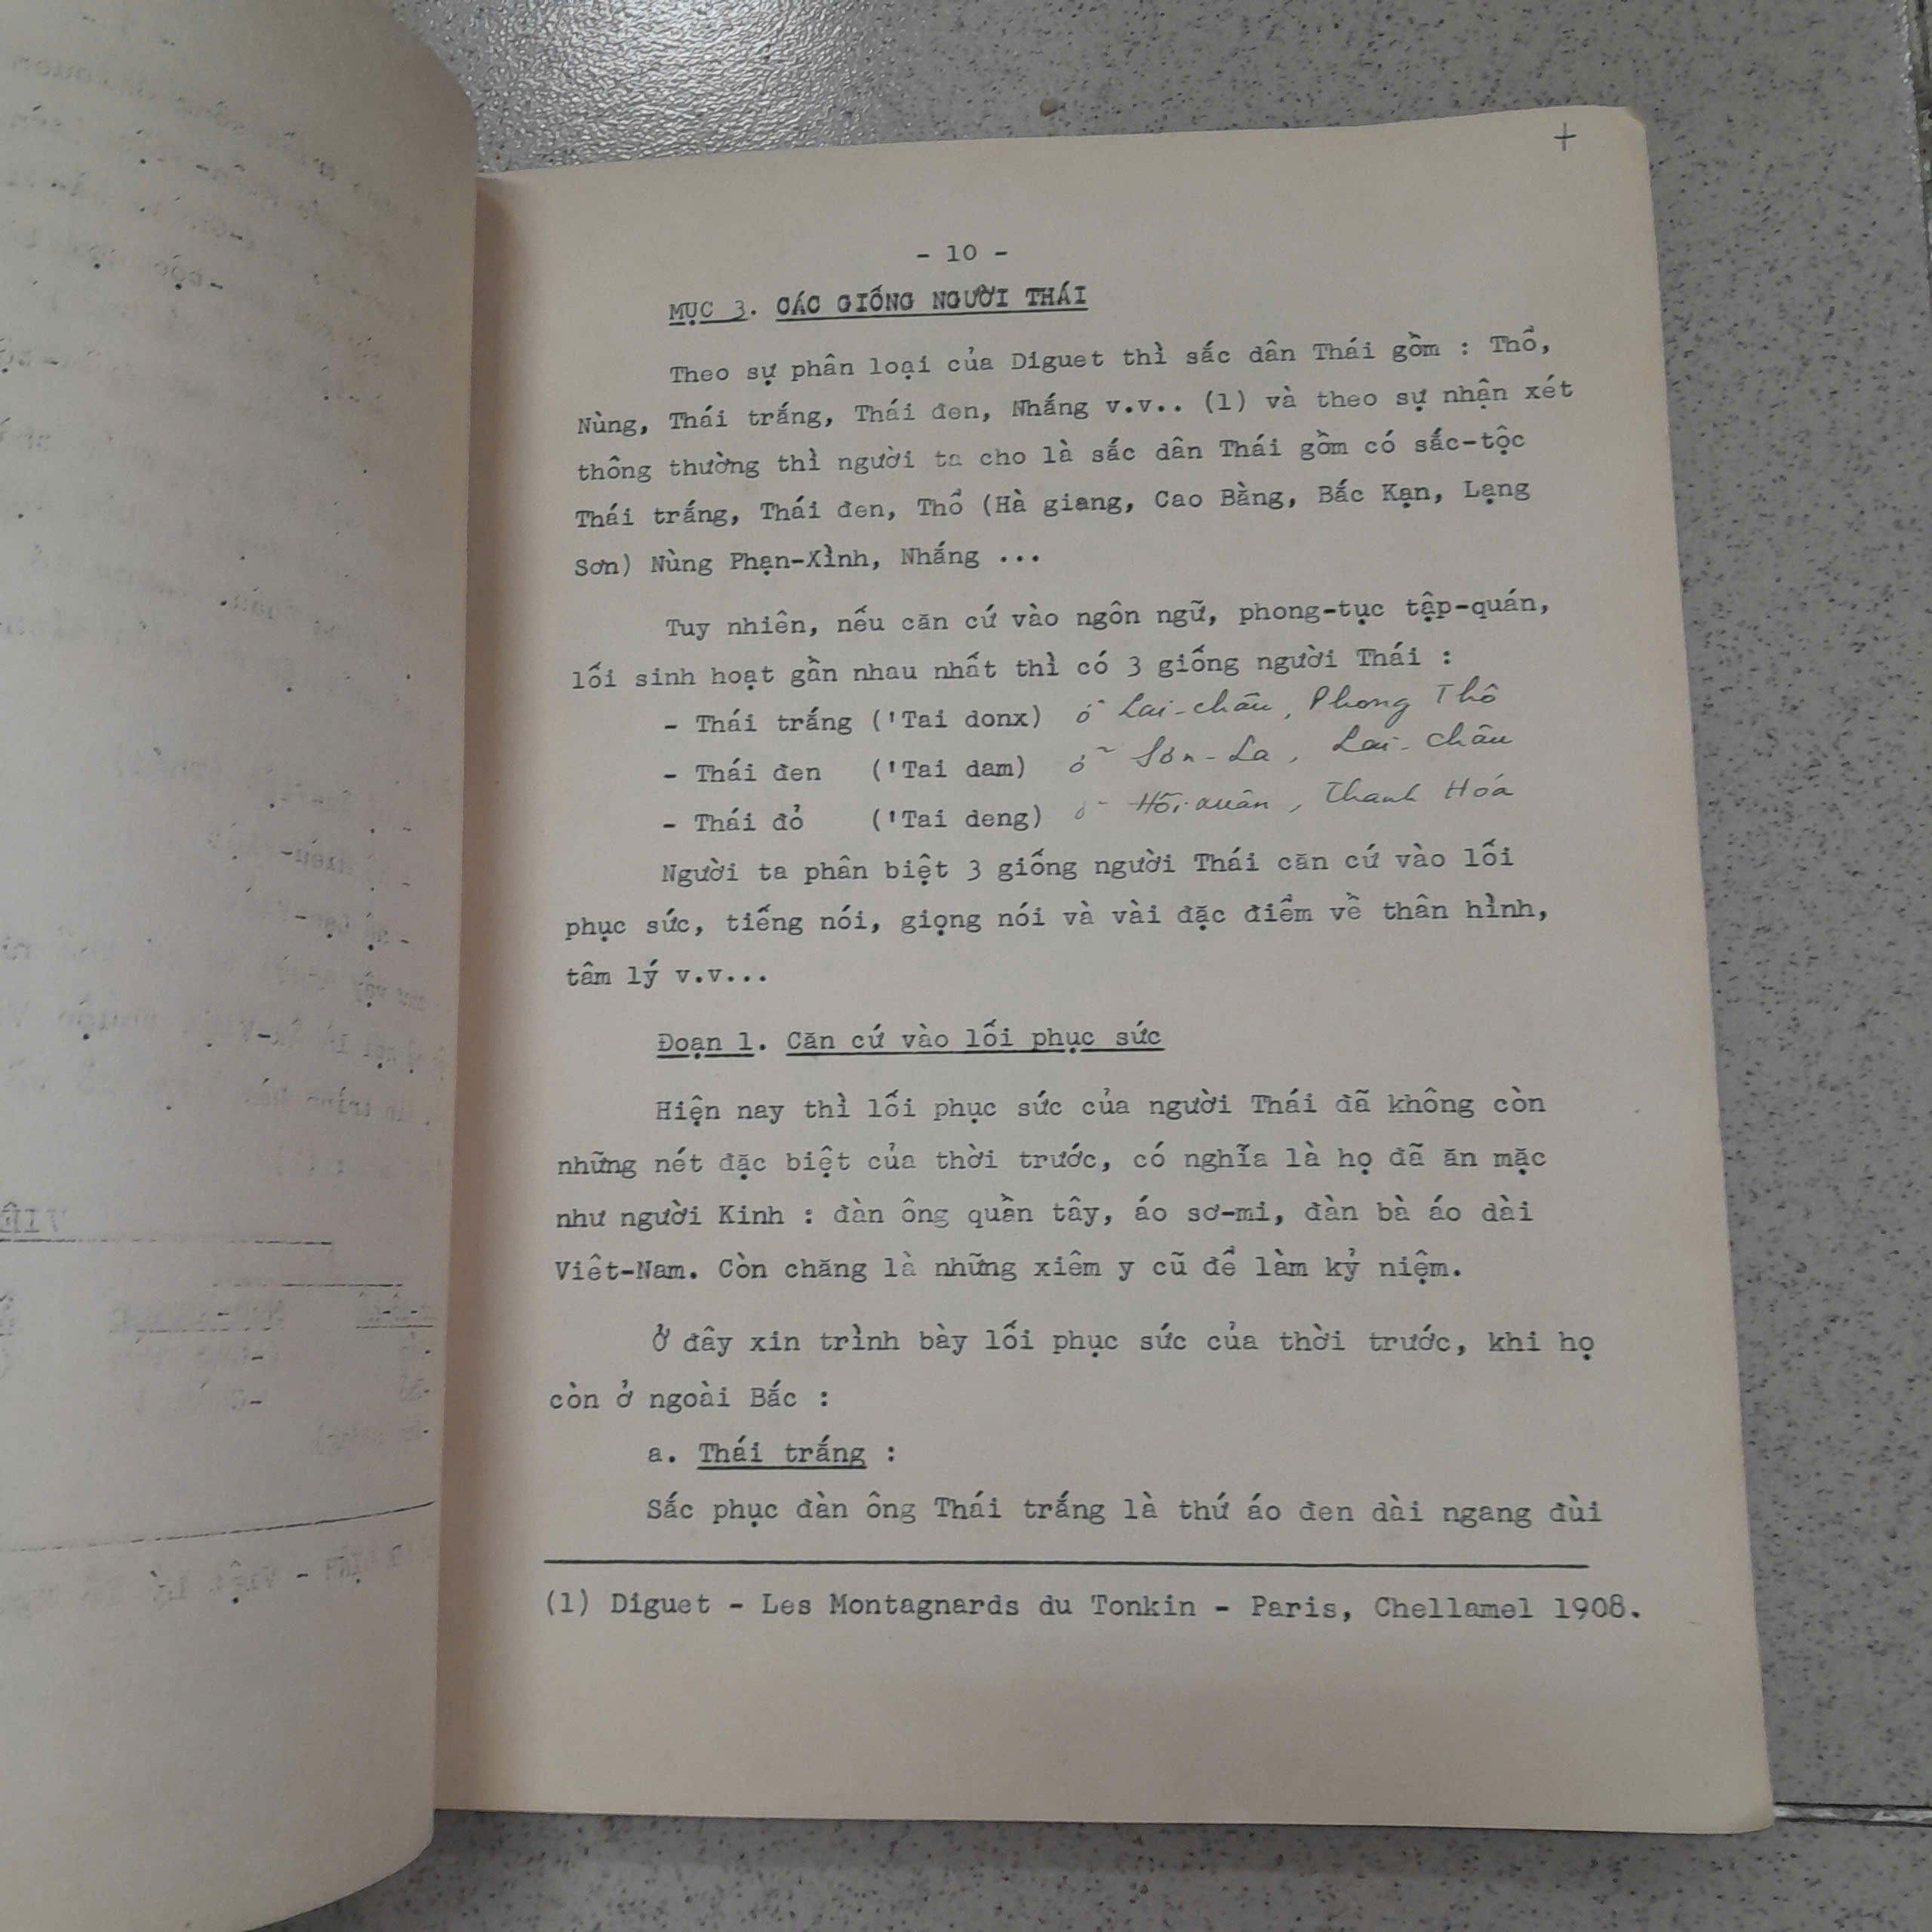 +
- 10 -
MỤC 3. CÁC GIỐNG NGƯỜI THÁI
Theo sự phân loại của Diguet thì sắc dân Thái gồm : Thổ,
Nùng, Thái trắng, Thái đen, Nhắng v.v.. (1) và theo sự nhận xét
thông thường thì người ta cho là sắc dân Thái gồm có sắc-tộc
Thái trắng, Thái đen, Thổ (Hà giang, Cao Bằng, Bắc Kạn, Lạng
Sơn) Nùng Phạn-Xình, Nhắng ...
Tuy nhiên, nếu căn cứ vào ngôn ngữ, phong-tục tập-quán,
lối sinh hoạt gần nhau nhất thì có 3 giống người Thái :
- Thái trắng ('Tai donx) ở Lai-châu, Phong Thô
- Thái đen ('Tai dam) ở Sơn-La, Lai-châu
- Thái đỏ ('Tai deng) ở Hồi-xuân, Thanh Hóa
Người ta phân biệt 3 giống người Thái căn cứ vào lối
phục sức, tiếng nói, giọng nói và vài đặc điểm về thân hình,
tâm lý v.v...
Đoạn 1. Căn cứ vào lối phục sức
Hiện nay thì lối phục sức của người Thái đã không còn
những nét đặc biệt của thời trước, có nghĩa là họ đã ăn mặc
như người Kinh : đàn ông quần tây, áo sơ-mi, đàn bà áo dài
Viêt-Nam. Còn chăng là những xiêm y cũ để làm kỷ niệm.
Ở đây xin trình bày lối phục sức của thời trước, khi họ
còn ở ngoài Bắc :
a. Thái trắng :
Sắc phục đàn ông Thái trắng là thứ áo đen dài ngang đùi
(1) Diguet - Les Montagnards du Tonkin - Paris, Chellamel 1908.